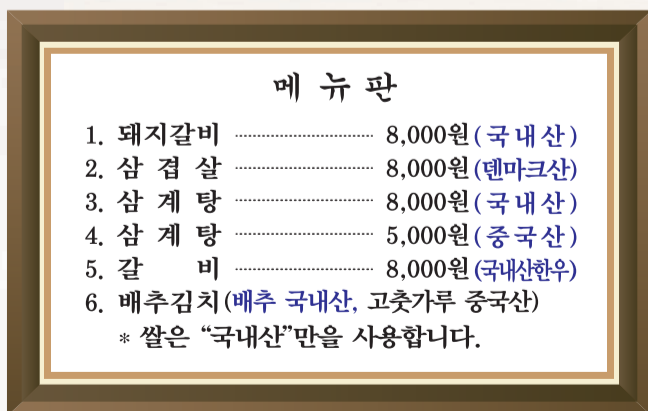 메 뉴 판
1. 돼지갈비 ························ 8,000원(국내산)
2. 삼 겹 살 ························ 8,000원(덴마크산)
3. 삼 계 탕 ························ 8,000원(국내산)
4. 삼 계 탕 ························ 5,000원(중국산)
5. 갈 비 ························ 8,000원(국내산한우)
6. 배추김치(배추 국내산, 고춧가루 중국산)
* 쌀은 “국내산”만을 사용합니다.